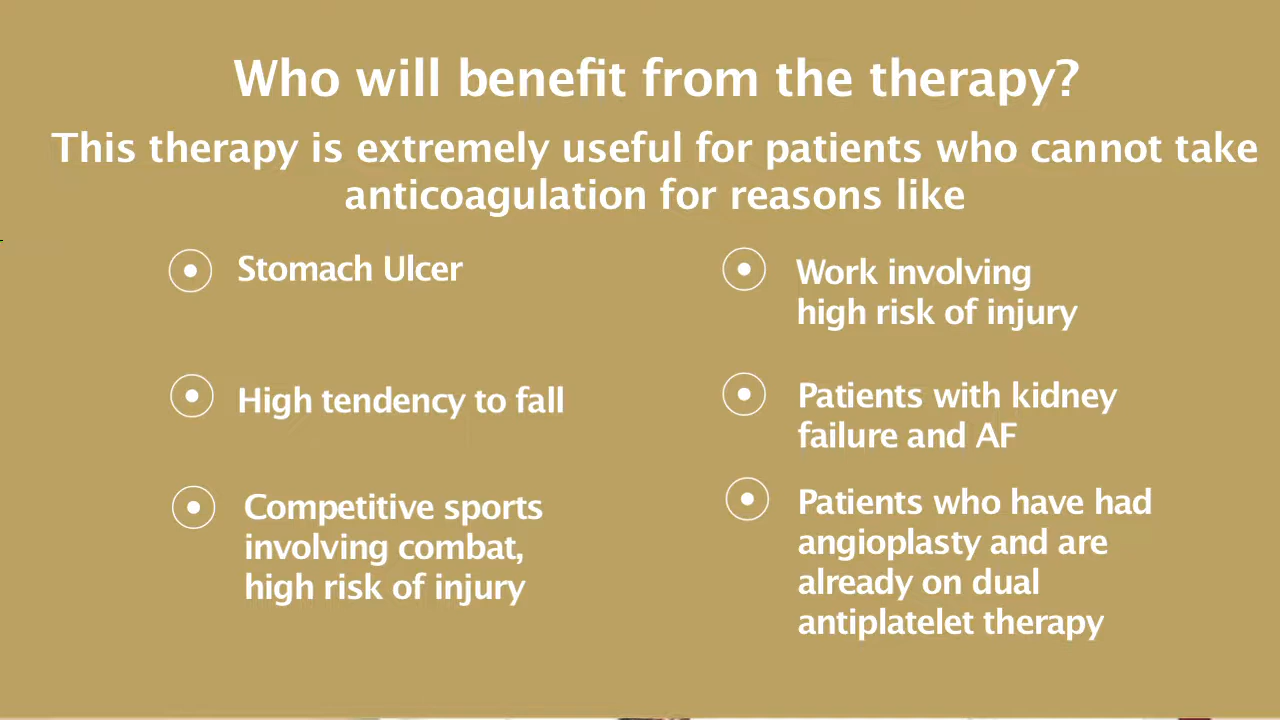 Who will benefit from the therapy?
This therapy is extremely useful for patients who cannot take
anticoagulation for reasons like
Stomach Ulcer
High tendency to fall
Competitive sports
involving combat,
high risk of injury
Work involving
high risk of injury
Patients with kidney
failure and AF
Patients who have had
angioplasty and are
already on dual
antiplatelet therapy